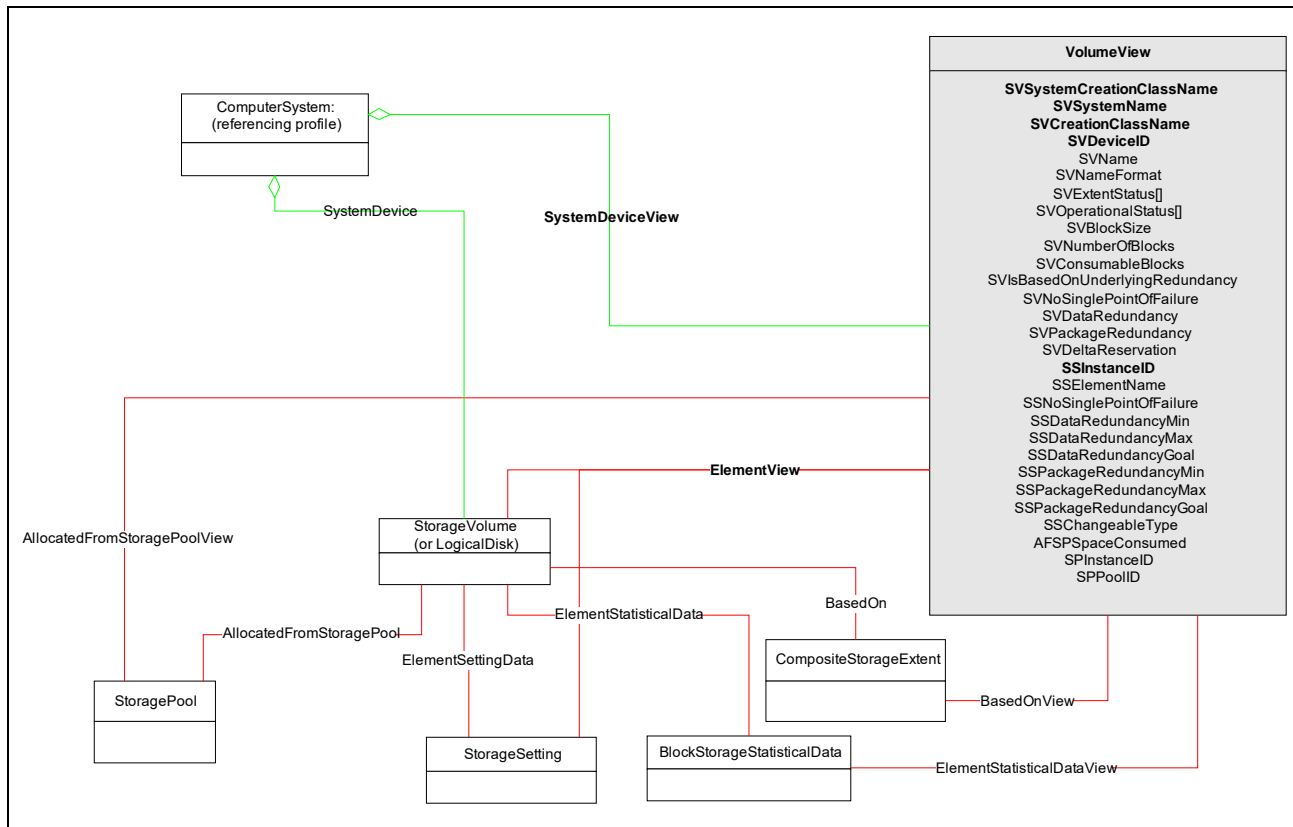 VolumeView
SVSystemCreationClassName
SVSystemName
SVCreationClassName
SVDeviceID
SVName
SVNameFormat
SVExtentStatus[]
SVOperationalStatus[]
SVBlockSize
SVNumberOfBlocks
SVConsumableBlocks
SVIsBasedOnUnderlyingRedundancy
SVNoSinglePointOfFailure
SVDataRedundancy
SVPackageRedundancy
SVDeltaReservation
SSInstanceID
SSElementName
SSNoSinglePointOfFailure
SSDataRedundancyMin
SSDataRedundancyMax
SSDataRedundancyGoal
SSPackageRedundancyMin
SSPackageRedundancyMax
SSPackageRedundancyGoal
SSChangeableType
AFSPSpaceConsumed
SPInstanceID
SPPoolID
ComputerSystem:
(referencing profile)
SystemDevice
SystemDeviceView
ElementView
StorageVolume
(or LogicalDisk)
AllocatedFromStoragePoolView
AllocatedFromStoragePool
ElementSettingData
ElementStatisticalData
BasedOn
CompositeStorageExtent
StoragePool
StorageSetting
BlockStorageStatisticalData
BasedOnView
ElementStatisticalDataView